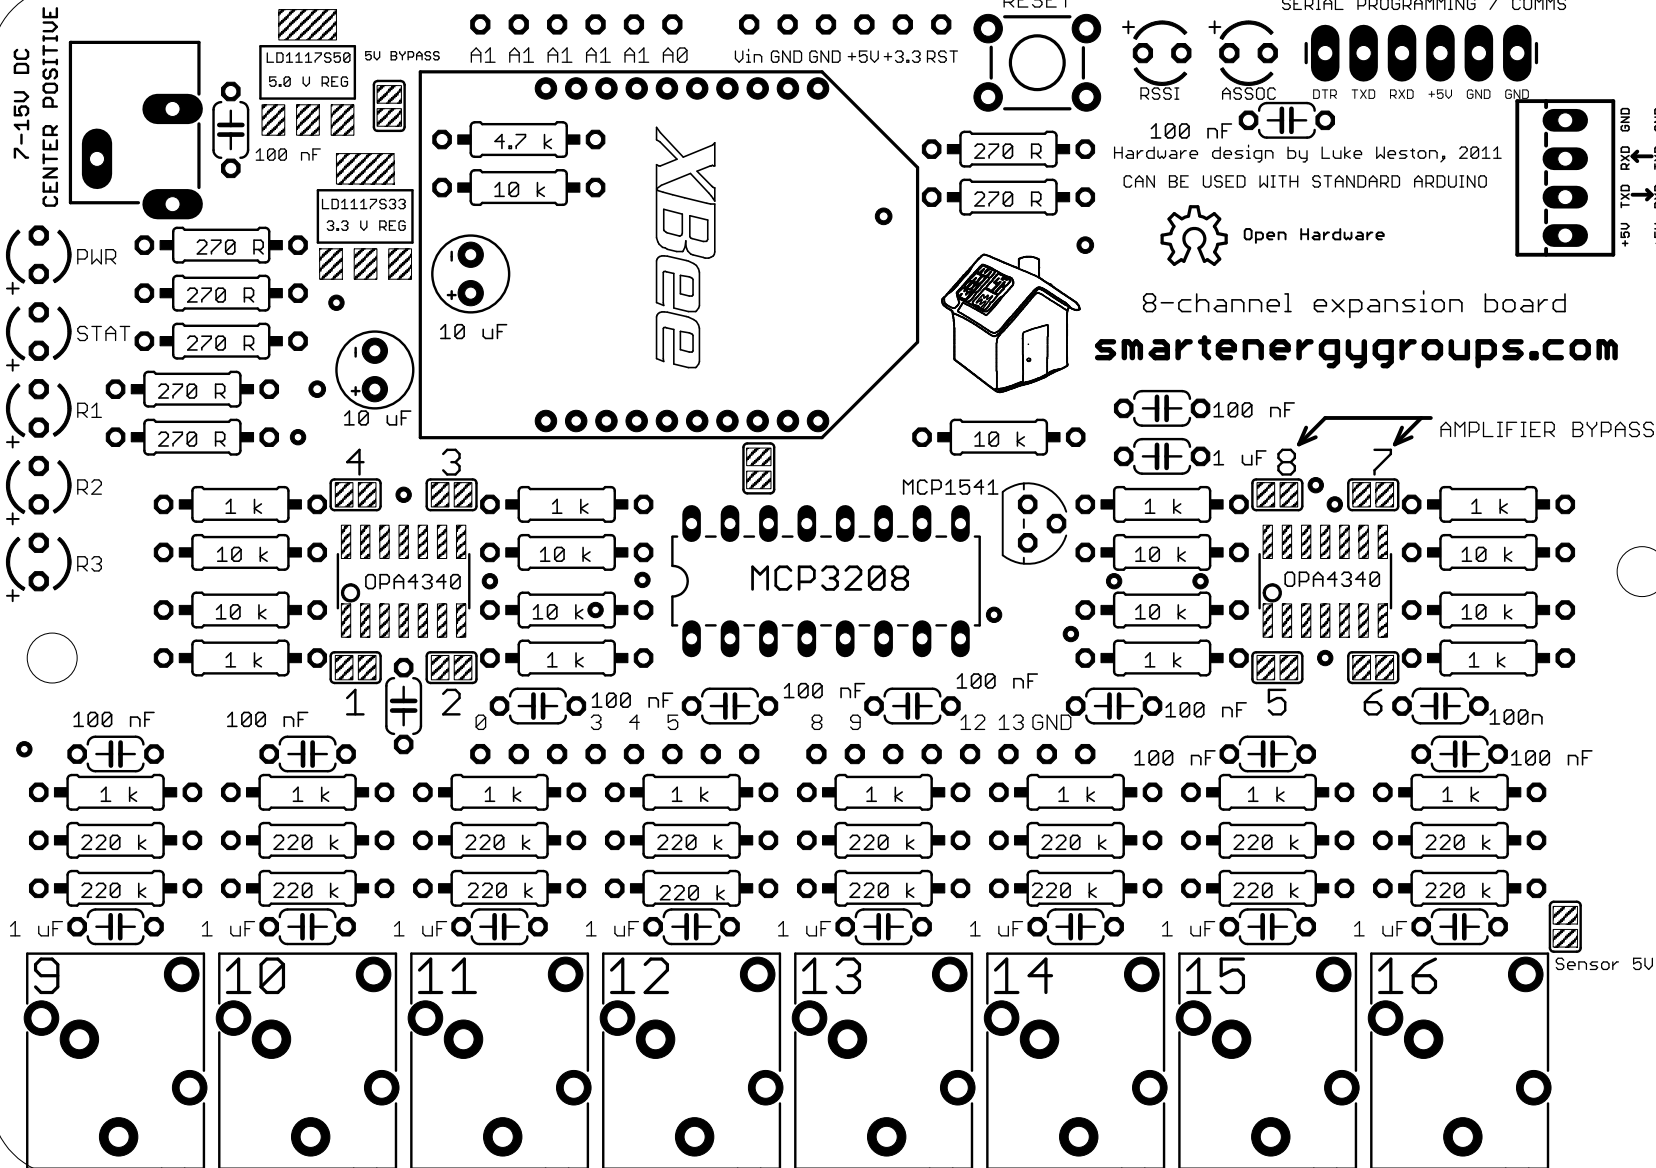 SERIAL PROGRAMMING / COMMS
RESET
7-15V DC
CENTER POSITIVE
LD1117S50
5.0 V REG
5V BYPASS
A1 A1 A1 A1 A1 A0
Vin GND GND +5V +3.3 RST
+ +
RSSI ASSOC
DTR TXD RXD +5V GND GND
100 nF
LD1117S33
3.3 V REG
4.7 k
10 k
XBee
270 R
270 R
100 nF
Hardware design by Luke Weston, 2011
CAN BE USED WITH STANDARD ARDUINO
Open Hardware
+5V TXD RXD GND
8-channel expansion board
smartenergygroups.com
PWR
+
STAT
+
R1
+
R2
+
R3
+
270 R
270 R
270 R
270 R
270 R
- +
10 uF
- +
10 uF
10 k
100 nF
1 uF
AMPLIFIER BYPASS
4 3
8 7
1 k 1 k
10 k 10 k
OPA4340
10 k 10 k
1 k 1 k
1 2
MCP1541
MCP3208
1 k 1 k
10 k 10 k
OPA4340
10 k 10 k
1 k 1 k
5 6
100 nF 100 nF 100 nF 100 nF 100n
100 nF 100 nF
0 3 4 5 8 9 12 13 GND
100 nF 100 nF
1 k 1 k 1 k 1 k 1 k 1 k 1 k 1 k
220 k 220 k 220 k 220 k 220 k 220 k 220 k 220 k
220 k 220 k 220 k 220 k 220 k 220 k 220 k 220 k
1 uF 1 uF 1 uF 1 uF 1 uF 1 uF 1 uF 1 uF
Sensor 5V
9 10 11 12 13 14 15 16